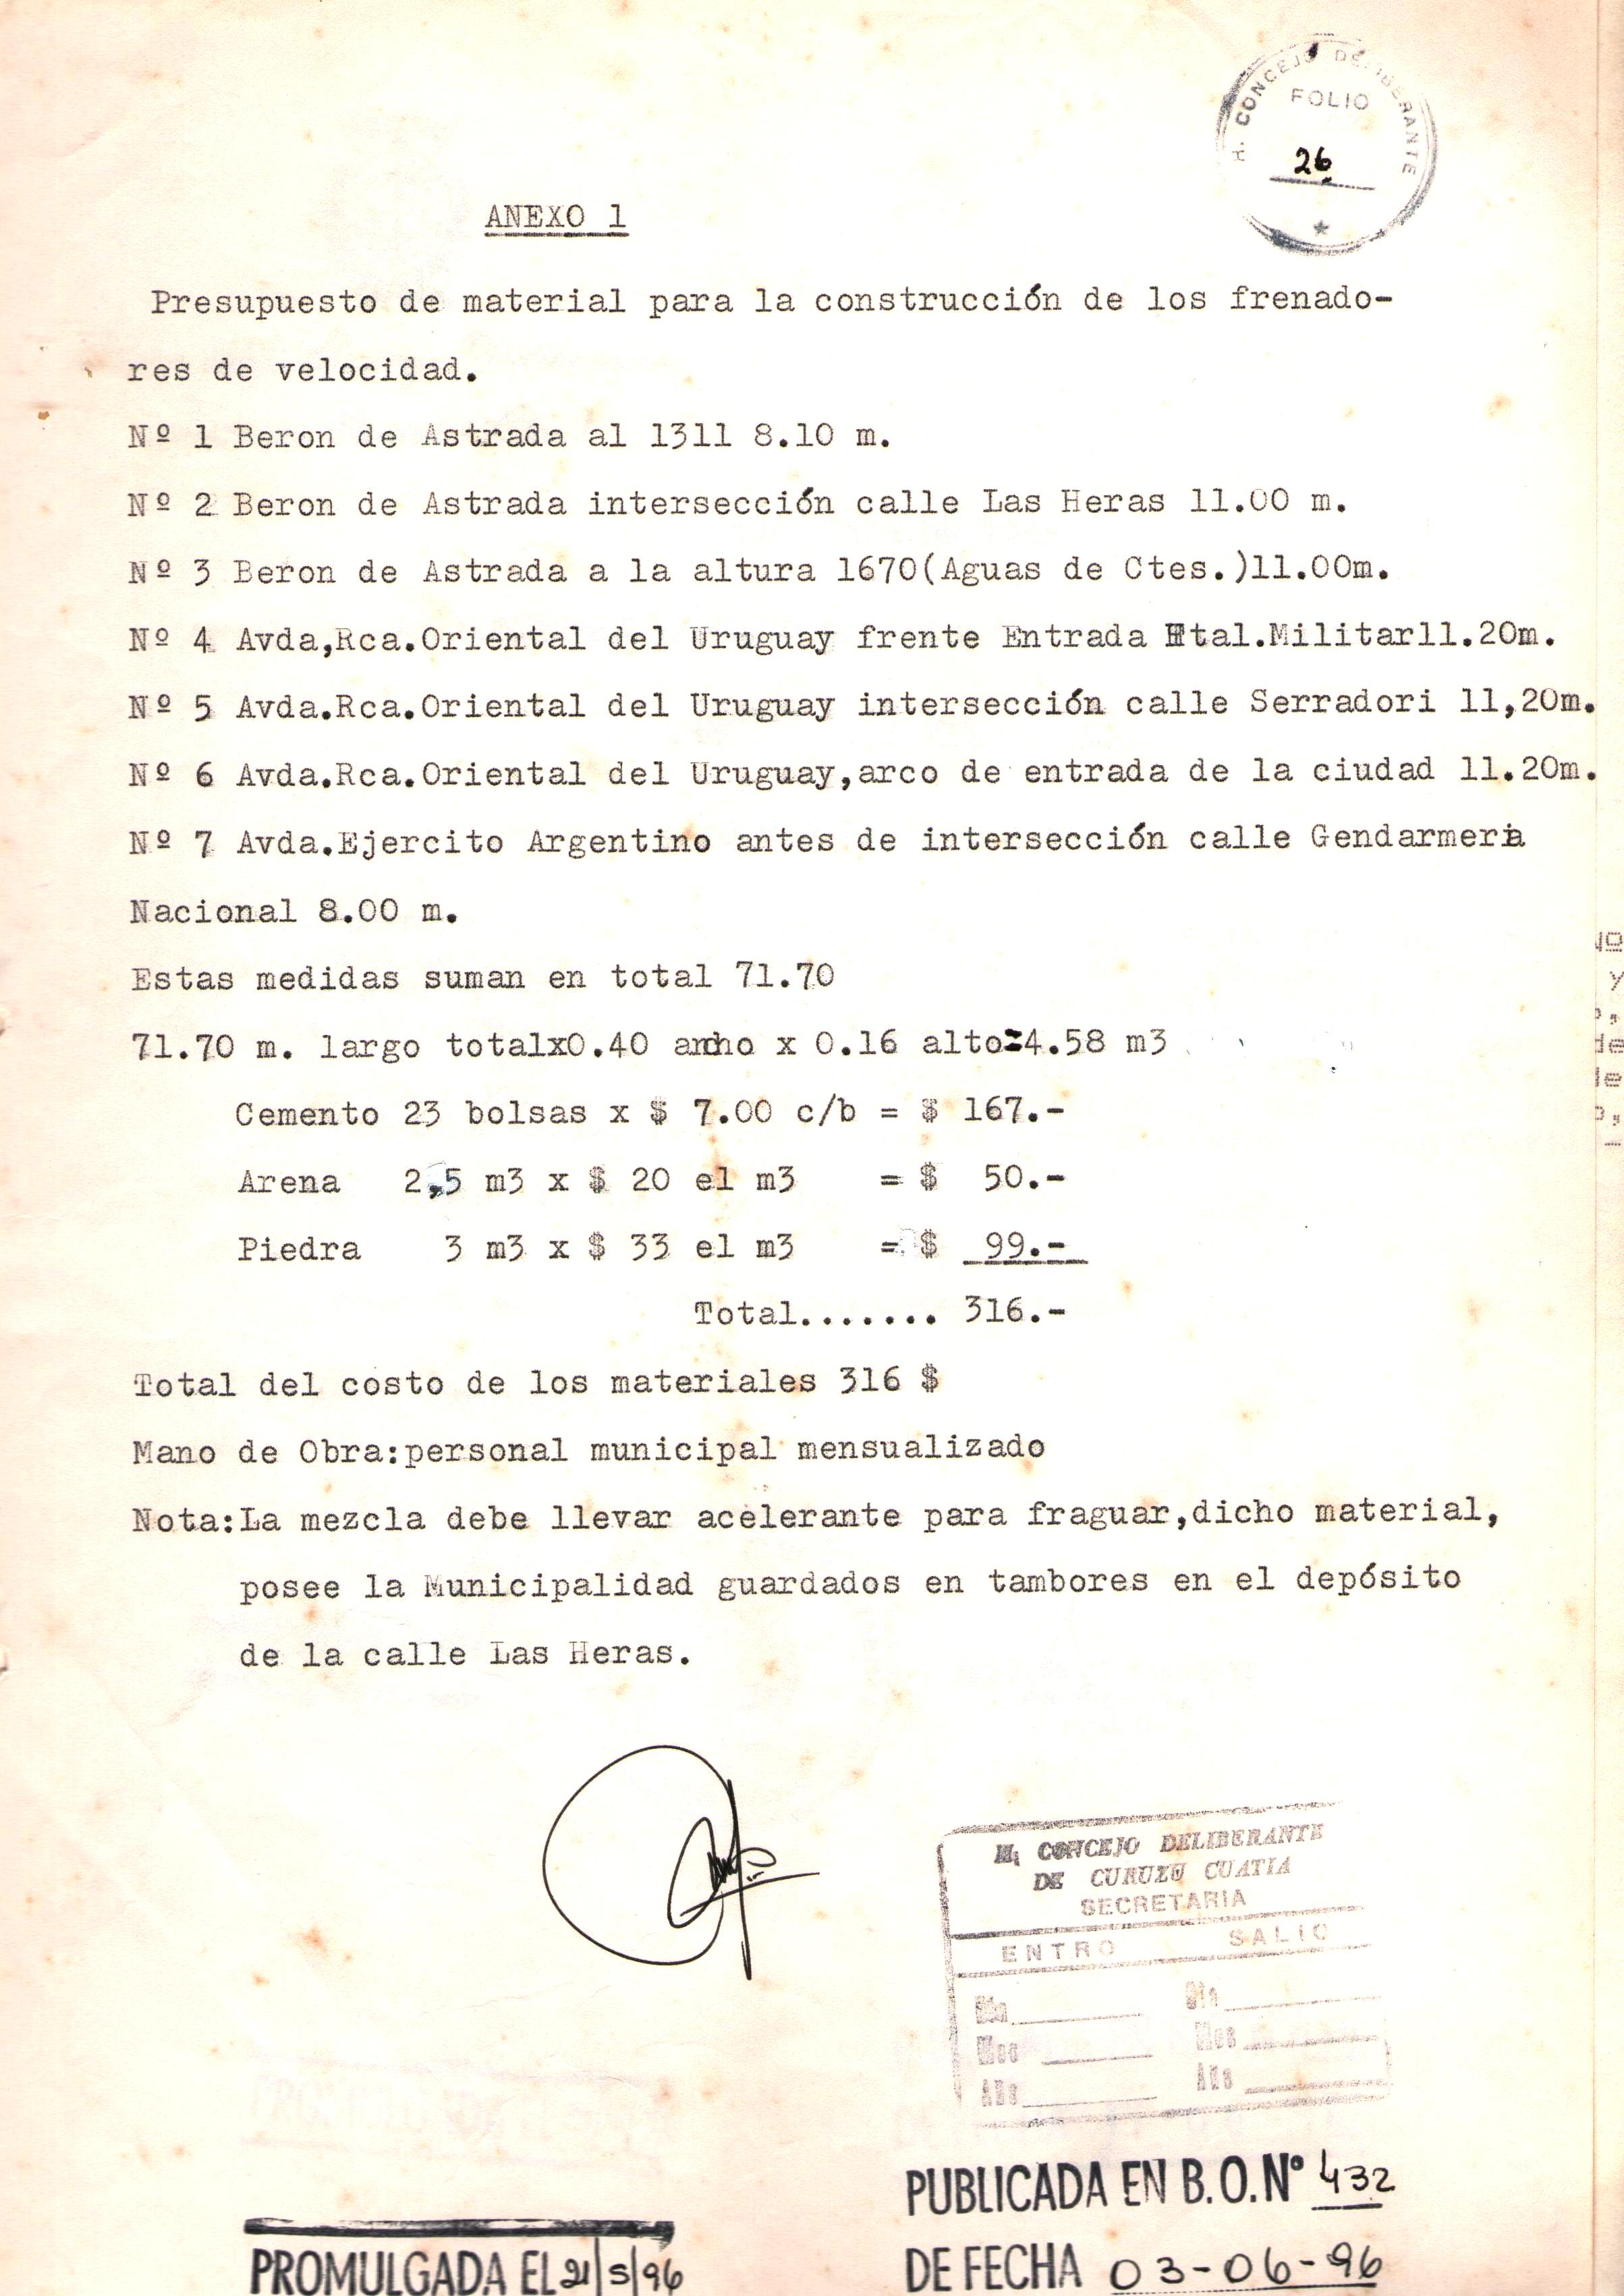 H. CONCEJO DELIBERANTE
FOLIO
26
ANEXO 1
Presupuesto de material para la construcción de los frenado-
res de velocidad.
Nº 1 Beron de Astrada al 1311 8.10 m.
Nº 2 Beron de Astrada intersección calle Las Heras 11.00 m.
Nº 3 Beron de Astrada a la altura 1670(Aguas de Ctes.)11.00m.
Nº 4 Avda,Rca.Oriental del Uruguay frente Entrada Htal.Militar11.20m.
Nº 5 Avda.Rca.Oriental del Uruguay intersección calle Serradori 11,20m.
Nº 6 Avda.Rca.Oriental del Uruguay,arco de entrada de la ciudad 11.20m.
Nº 7 Avda.Ejercito Argentino antes de intersección calle Gendarmeria
Nacional 8.00 m.
Estas medidas suman en total 71.70
71.70 m. largo totalx0.40 ancho x 0.16 alto=4.58 m3
Cemento 23 bolsas x $ 7.00 c/b = $ 167.-
Arena 2,5 m3 x $ 20 el m3 = $ 50.-
Piedra 3 m3 x $ 33 el m3 = $ 99.-
Total....... 316.-
Total del costo de los materiales 316 $
Mano de Obra:personal municipal mensualizado
Nota:La mezcla debe llevar acelerante para fraguar,dicho material,
posee la Municipalidad guardados en tambores en el depósito
de la calle Las Heras.
H. CONCEJO DELIBERANTE
DE CURUZU CUATIA
SECRETARIA
ENTRO SALIO
Día Día
Mes Mes
Año Año
PUBLICADA EN B.O.Nº 432
DE FECHA 03-06-96
PROMULGADA EL 21/5/96